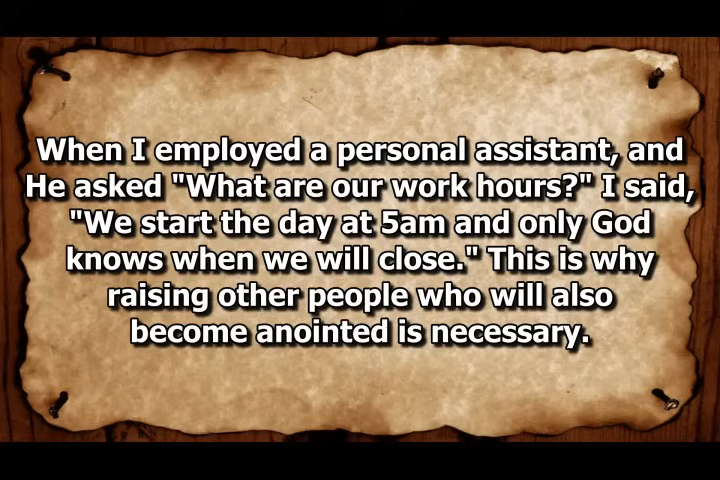 When I employed a personal assistant, and
He asked "What are our work hours?" I said,
"We start the day at 5am and only God
knows when we will close." This is why
raising other people who will also
become anointed is necessary.